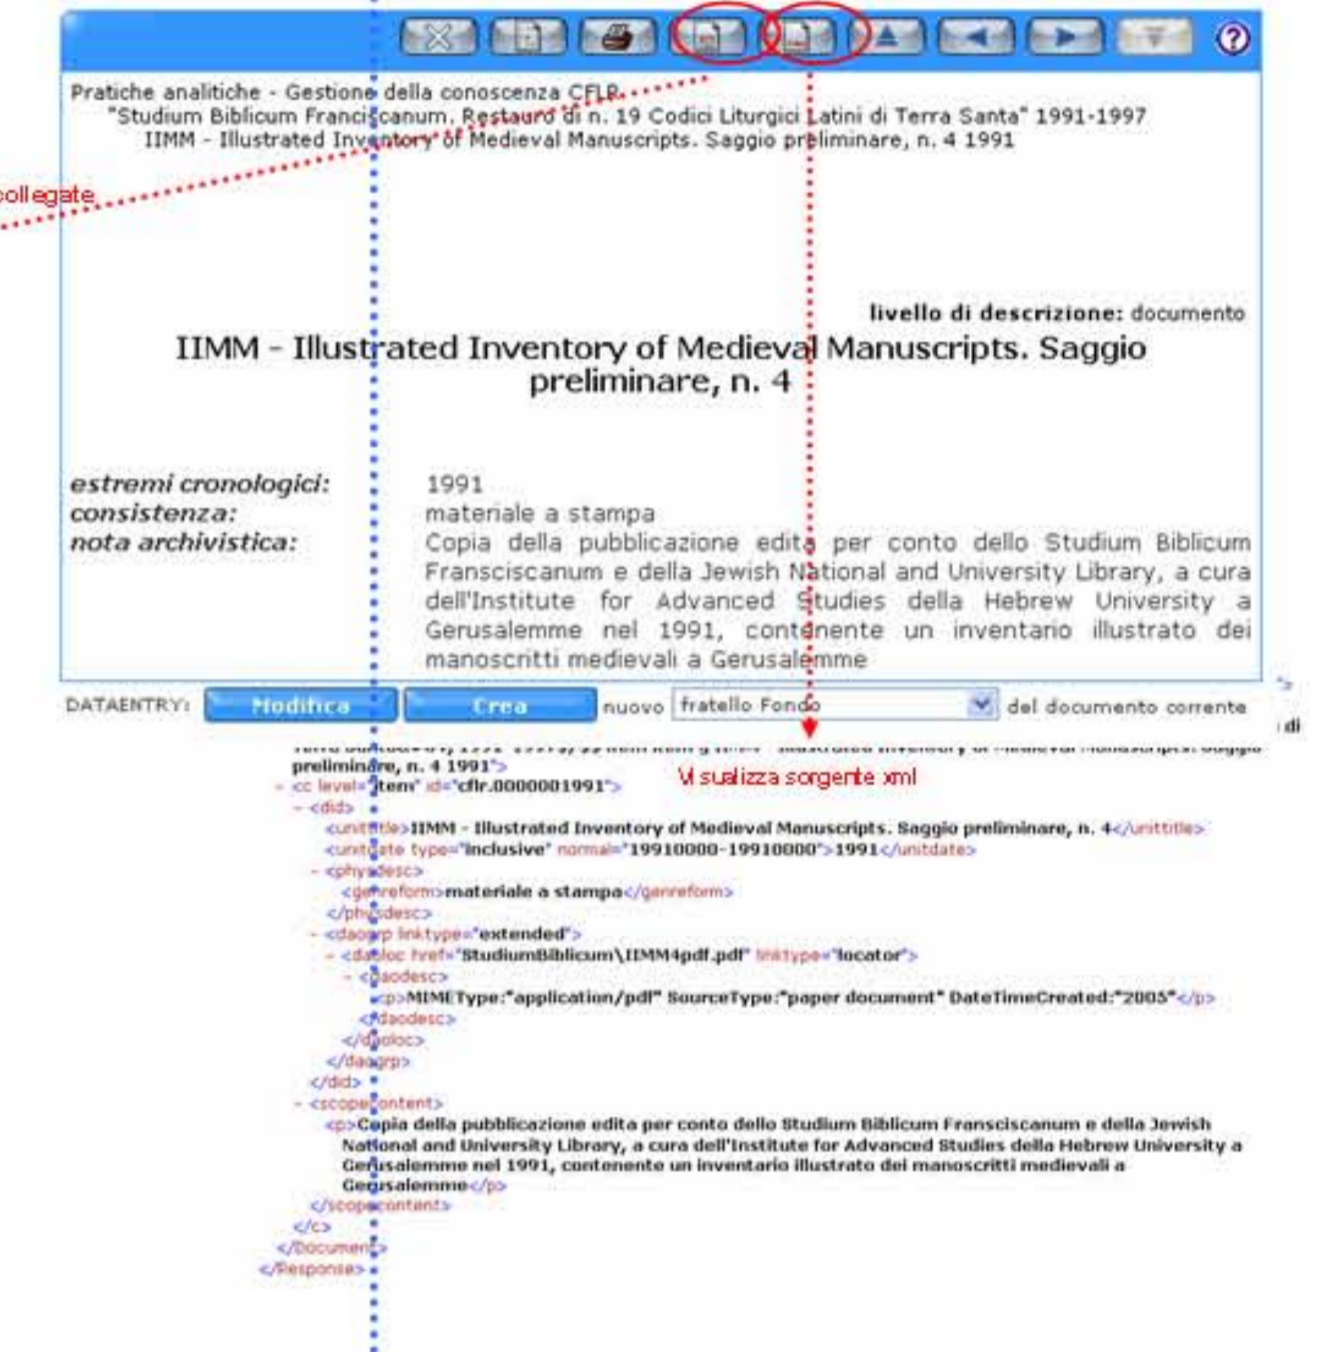 Pratiche analitiche - Gestione della conoscenza CFLR
"Studium Biblicum Franciscanum. Restauro di n. 19 Codici Liturgici Latini di Terra Santa" 1991-1997
IIMM - Illustrated Inventory of Medieval Manuscripts. Saggio preliminare, n. 4 1991
collegate
livello di descrizione: documento
IIMM - Illustrated Inventory of Medieval Manuscripts. Saggio
preliminare, n. 4
estremi cronologici: 1991
consistenza: materiale a stampa
nota archivistica: Copia della pubblicazione edita per conto dello Studium Biblicum
Fransciscanum e della Jewish National and University Library, a cura
dell'Institute for Advanced Studies della Hebrew University a
Gerusalemme nel 1991, contenente un inventario illustrato dei
manoscritti medievali a Gerusalemme
DATAENTRY: Modifica Crea nuovo fratello Fondo del documento corrente
di
preliminare, n. 4 1991">
Visualizza sorgente xml
- <c level="item" id="cflr.0000001991">
- <did>
<unittitle>IIMM - Illustrated Inventory of Medieval Manuscripts. Saggio preliminare, n. 4</unittitle>
<unitdate type="inclusive" normal="19910000-19910000">1991</unitdate>
- <physdesc>
<genreform>materiale a stampa</genreform>
</physdesc>
- <daogrp linktype="extended">
- <daoloc href="StudiumBiblicum\IIMM4pdf.pdf" linktype="locator">
- <daodesc>
<p>MIMEType:"application/pdf" SourceType:"paper document" DateTimeCreated:"2005"</p>
</daodesc>
</daoloc>
</daogrp>
</did>
- <scopecontent>
<p>Copia della pubblicazione edita per conto dello Studium Biblicum Fransciscanum e della Jewish
National and University Library, a cura dell'Institute for Advanced Studies della Hebrew University a
Gerusalemme nel 1991, contenente un inventario illustrato dei manoscritti medievali a
Gerusalemme</p>
</scopecontent>
</c>
</Document>
</Response>